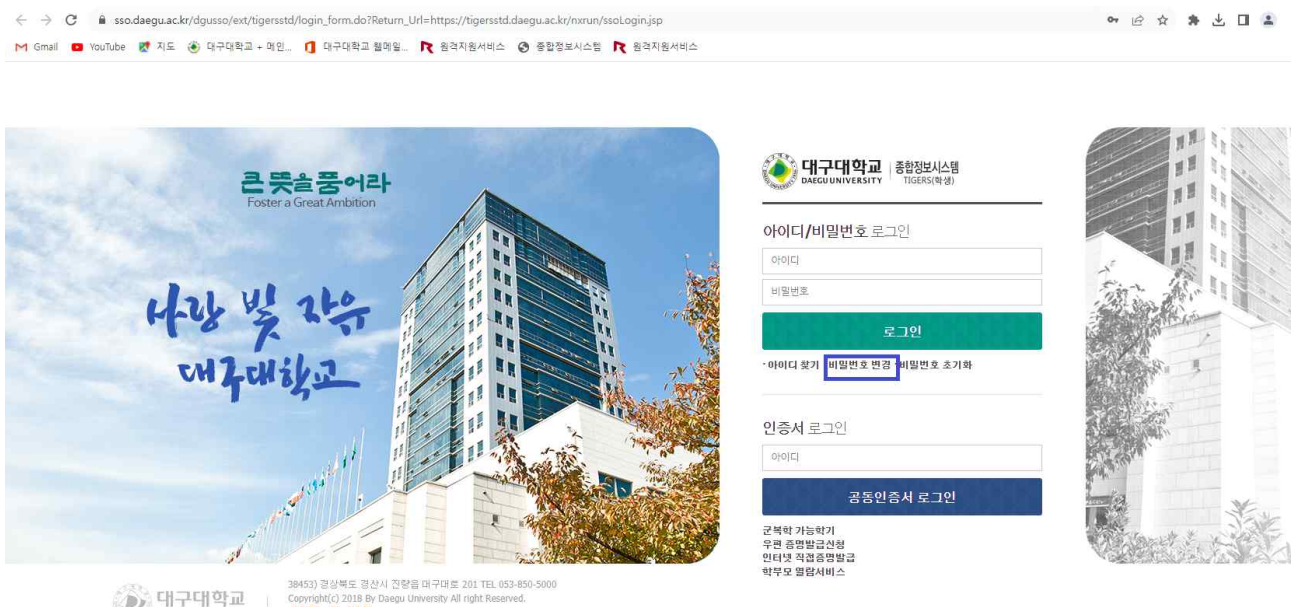 sso.daegu.ac.kr/dgusso/ext/tigersstd/login_form.do?Return_Url=https://tigersstd.daegu.ac.kr/nxrun/ssoLogin.jsp
Gmail YouTube 지도 대구대학교 + 메인... 대구대학교 웹메일... 원격지원서비스 종합정보시스템 원격지원서비스
큰 뜻을 품어라
Foster a Great Ambition
사랑 빛 자유
대구대학교
대구대학교 종합정보시스템
DAEGU UNIVERSITY TIGERS(학생)
아이디/비밀번호 로그인
아이디
비밀번호
로그인
· 아이디 찾기 · 비밀번호 변경 · 비밀번호 초기화
인증서 로그인
아이디
공동인증서 로그인
군복학 가능학기
우편 증명발급신청
인터넷 직접증명발급
학부모 열람서비스
대구대학교
38453) 경상북도 경산시 진량읍 대구대로 201 TEL 053-850-5000
Copyright(c) 2018 By Daegu University All right Reserved.